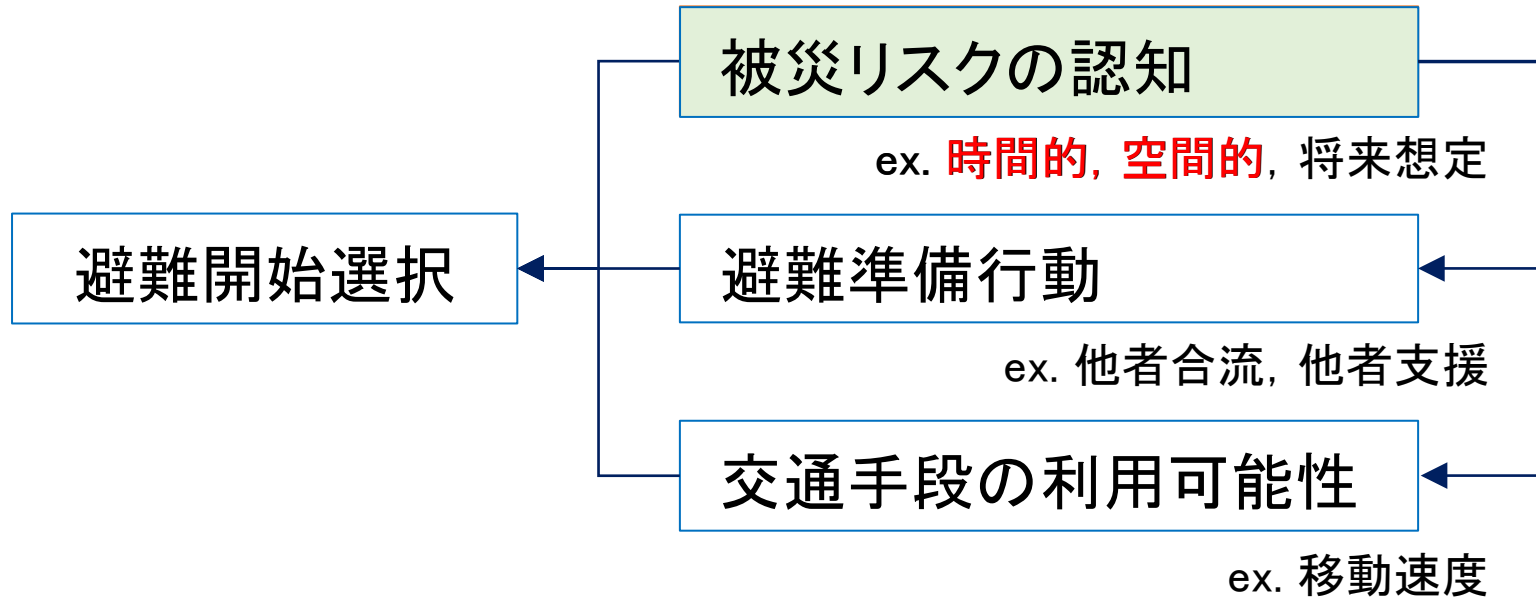 被災リスクの認知
ex. 時間的, 空間的, 将来想定
避難開始選択
避難準備行動
ex. 他者合流, 他者支援
交通手段の利用可能性
ex. 移動速度